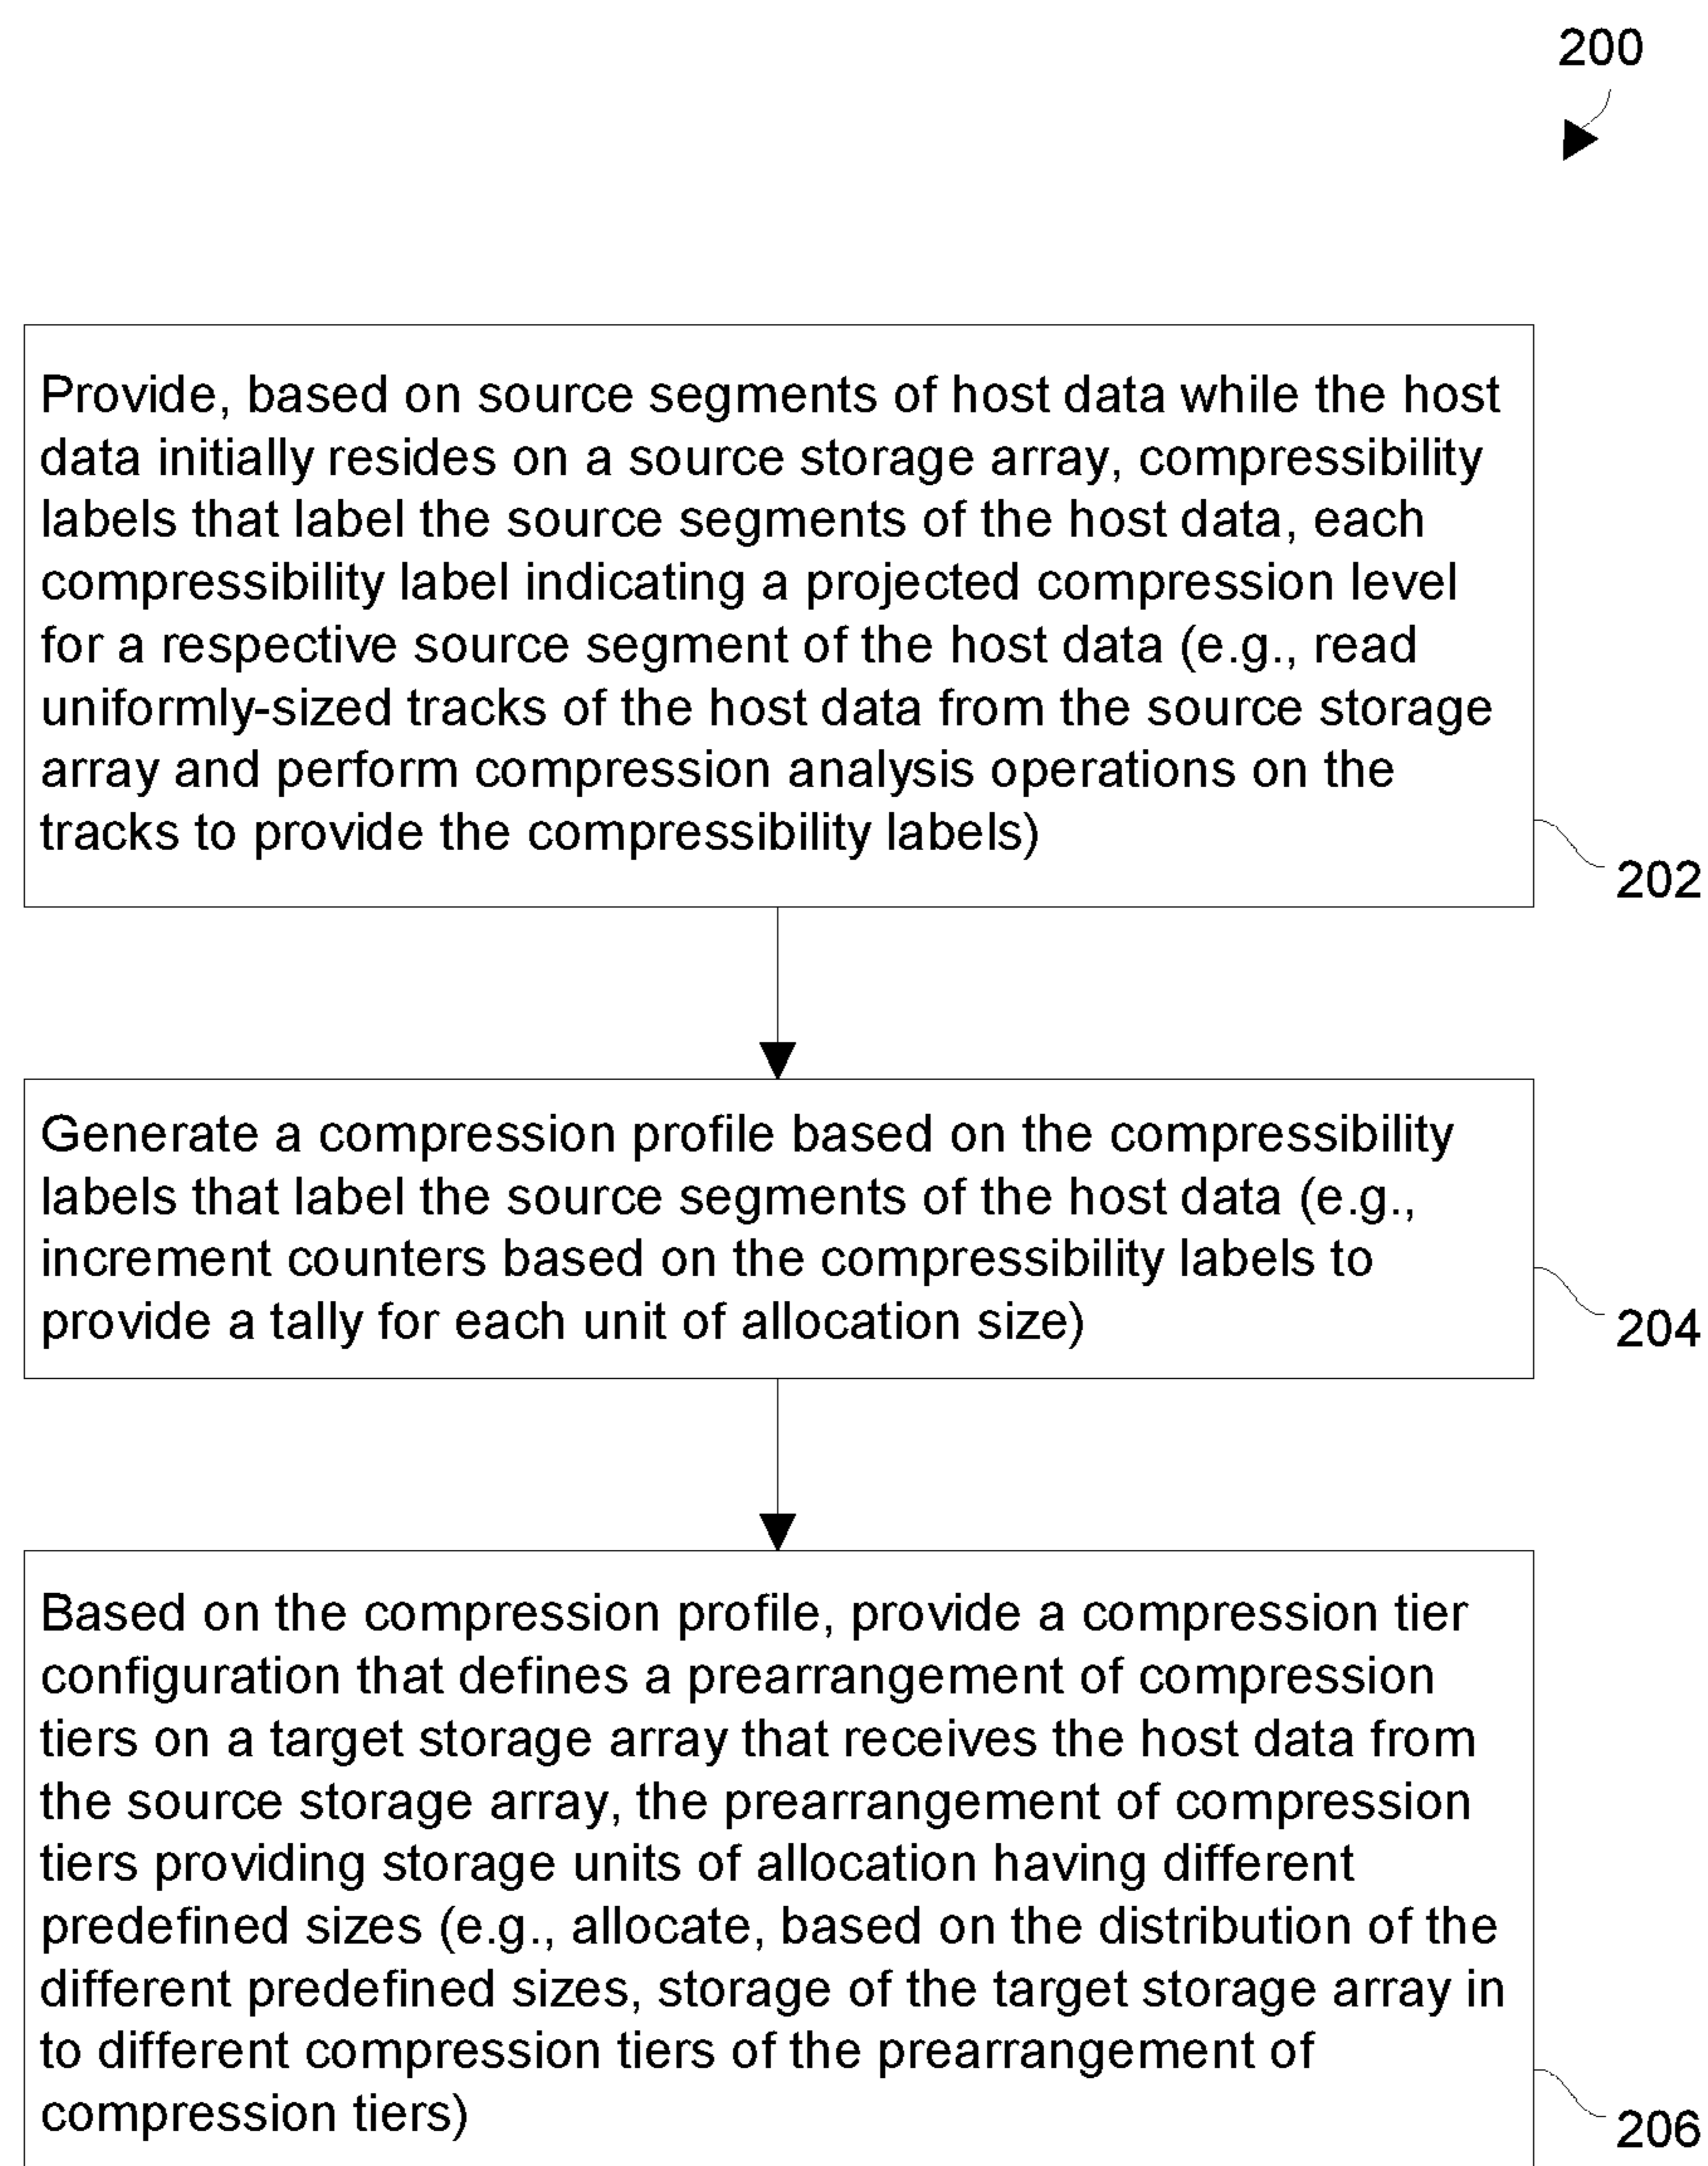 200
Provide, based on source segments of host data while the host
data initially resides on a source storage array, compressibility
labels that label the source segments of the host data, each
compressibility label indicating a projected compression level
for a respective source segment of the host data (e.g., read
uniformly-sized tracks of the host data from the source storage
array and perform compression analysis operations on the
tracks to provide the compressibility labels)
202
Generate a compression profile based on the compressibility
labels that label the source segments of the host data (e.g.,
increment counters based on the compressibility labels to
provide a tally for each unit of allocation size)
204
Based on the compression profile, provide a compression tier
configuration that defines a prearrangement of compression
tiers on a target storage array that receives the host data from
the source storage array, the prearrangement of compression
tiers providing storage units of allocation having different
predefined sizes (e.g., allocate, based on the distribution of the
different predefined sizes, storage of the target storage array in
to different compression tiers of the prearrangement of
compression tiers)
206